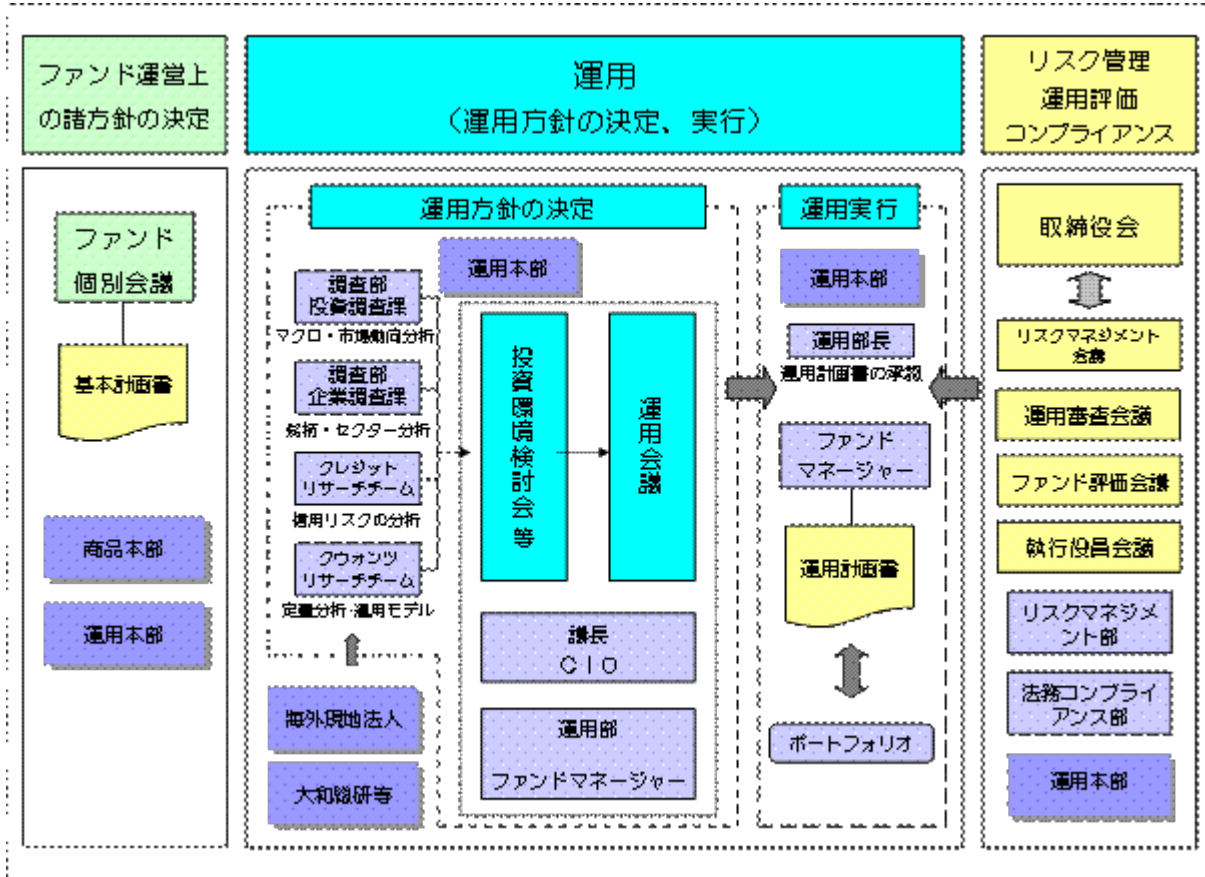 ファンド運営上
の諸方針の決定
ファンド
個別会議
基本計画書
商品本部
運用本部
運用
（運用方針の決定、実行）
運用方針の決定
運用本部
調査部
投資調査課
マクロ・市場動向分析
調査部
企業調査課
銘柄・セクター分析
クレジット
リサーチチーム
信用リスクの分析
クウォンツ
リサーチチーム
定量分析・運用モデル
海外現地法人
大和総研等
投資環境検討会等
運用会議
議長
CIO
運用部
ファンドマネージャー
運用実行
運用本部
運用部長
運用計画書の承認
ファンド
マネージャー
運用計画書
ポートフォリオ
リスク管理
運用評価
コンプライアンス
取締役会
リスクマネジメント
会議
運用審査会議
ファンド評価会議
執行役員会議
リスクマネジメ
ント部
法務コンプライ
アンス部
運用本部